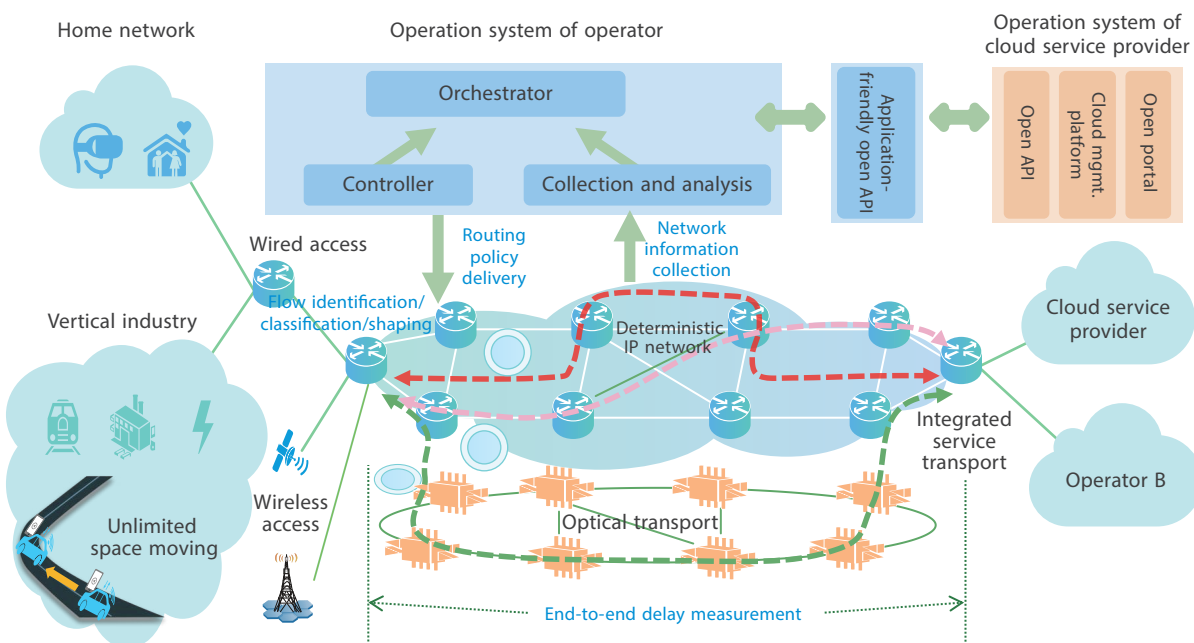 Home network
Operation system of operator
Operation system of
cloud service provider
Orchestrator
Controller
Collection and analysis
Application-
friendly open API
Open API
Cloud mgmt.
platform
Open portal
Wired access
Routing
policy
delivery
Network
information
collection
Flow identification/
classification/shaping
Vertical industry
Deterministic
IP network
Cloud service
provider
Integrated
service
transport
Operator B
Wireless
access
Unlimited
space moving
Optical transport
End-to-end delay measurement